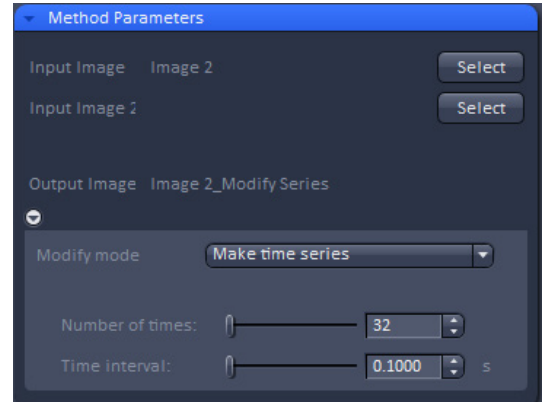 Method Parameters
Input Image Image 2 Select
Input Image 2 Select
Output Image Image 2_Modify Series
Modify mode Make time series
Number of times: 32
Time interval: 0.1000 s